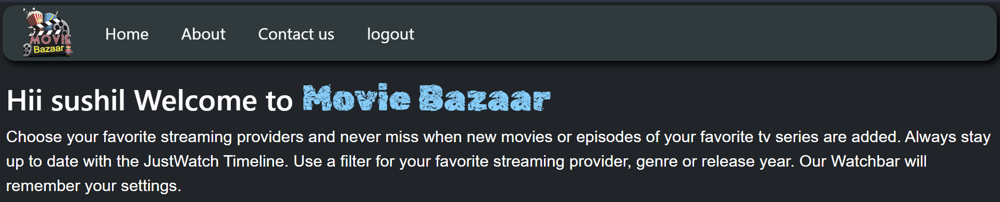 MOVIE
Bazaar
Home About Contact us logout
Hii sushil Welcome to Movie Bazaar
Choose your favorite streaming providers and never miss when new movies or episodes of your favorite tv series are added. Always stay
up to date with the JustWatch Timeline. Use a filter for your favorite streaming provider, genre or release year. Our Watchbar will
remember your settings.